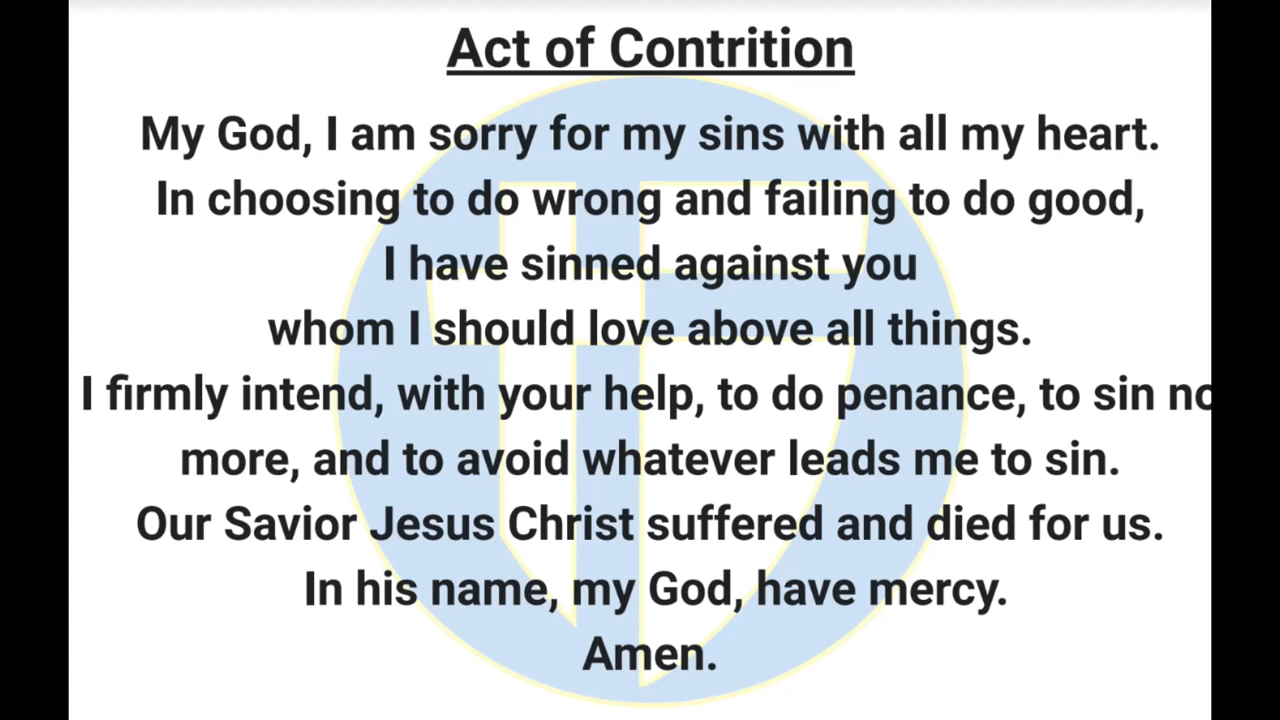 Act of Contrition
My God, I am sorry for my sins with all my heart.
In choosing to do wrong and failing to do good,
I have sinned against you
whom I should love above all things.
I firmly intend, with your help, to do penance, to sin no
more, and to avoid whatever leads me to sin.
Our Savior Jesus Christ suffered and died for us.
In his name, my God, have mercy.
Amen.